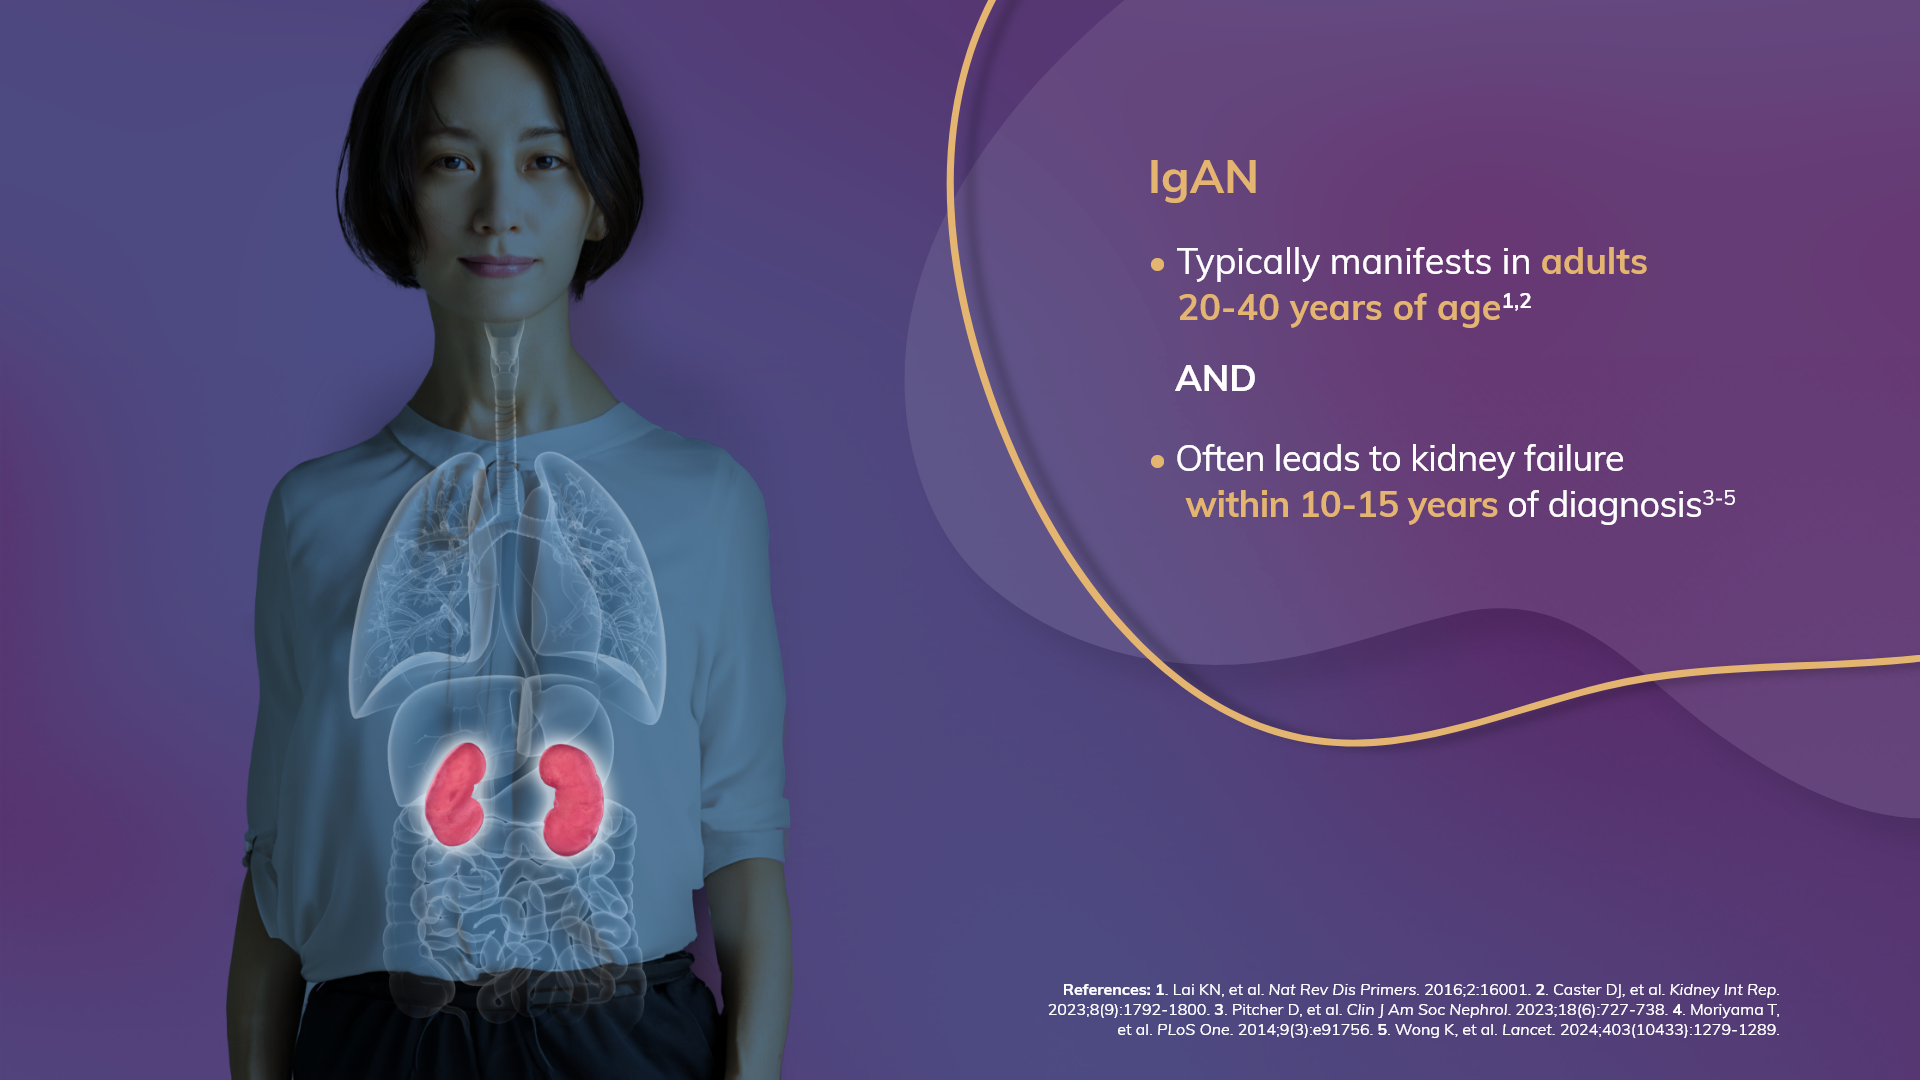 IgAN
• Typically manifests in adults
20-40 years of age1,2
AND
• Often leads to kidney failure
within 10-15 years of diagnosis3-5
References: 1. Lai KN, et al. Nat Rev Dis Primers. 2016;2:16001. 2. Caster DJ, et al. Kidney Int Rep.
2023;8(9):1792-1800. 3. Pitcher D, et al. Clin J Am Soc Nephrol. 2023;18(6):727-738. 4. Moriyama T,
et al. PLoS One. 2014;9(3):e91756. 5. Wong K, et al. Lancet. 2024;403(10433):1279-1289.